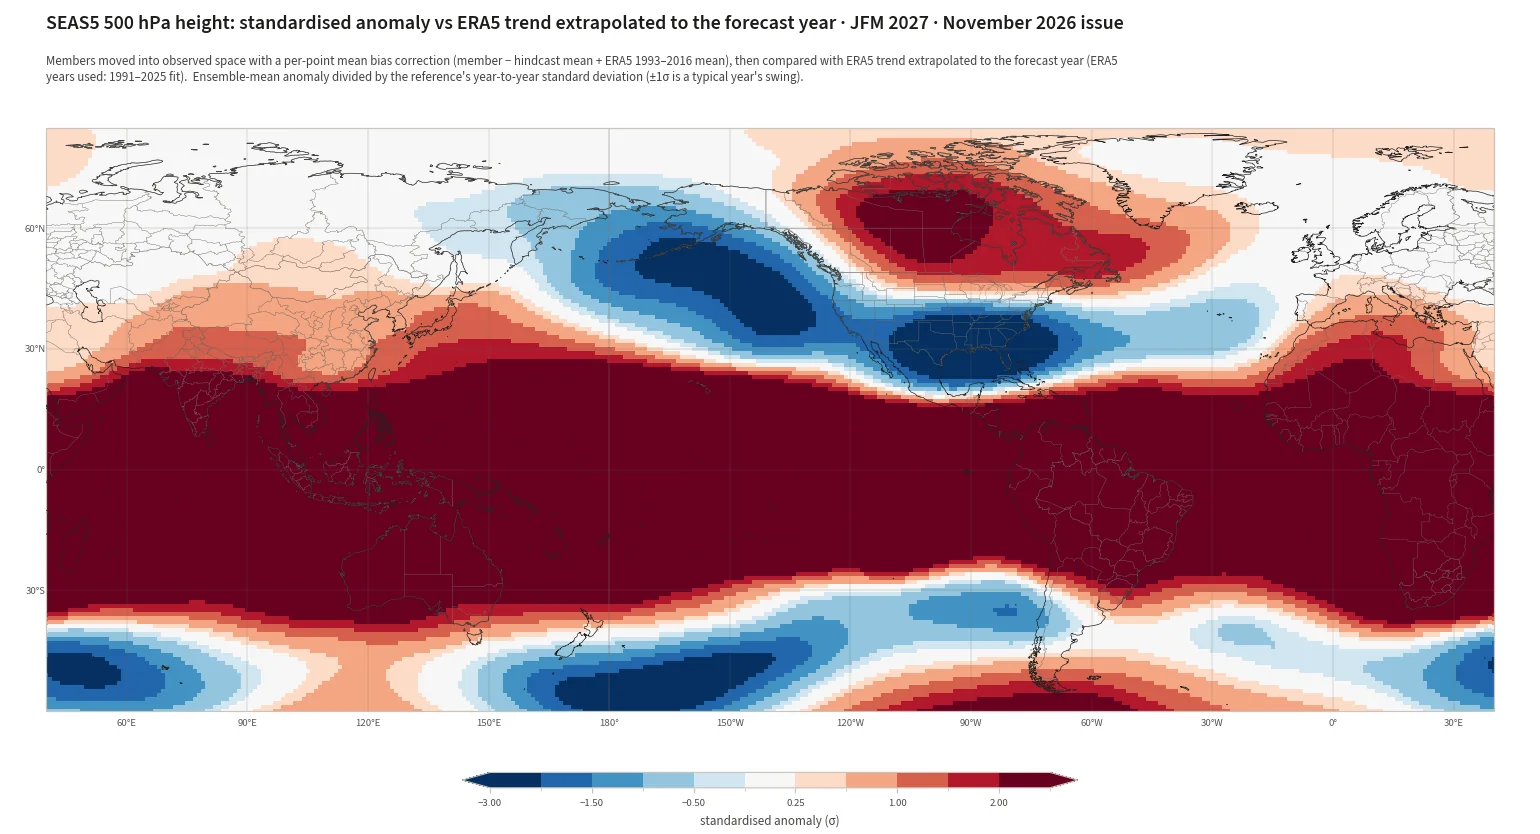 SEAS5 500 hPa height: standardised anomaly vs ERA5 trend extrapolated to the forecast year · JFM 2027 · November 2026 issue
Members moved into observed space with a per-point mean bias correction (member − hindcast mean + ERA5 1993–2016 mean), then compared with ERA5 trend extrapolated to the forecast year (ERA5
years used: 1991–2025 fit). Ensemble-mean anomaly divided by the reference's year-to-year standard deviation (±1σ is a typical year's swing).
60°N
30°N
0°
30°S
60°E 90°E 120°E 150°E 180° 150°W 120°W 90°W 60°W 30°W 0° 30°E
−3.00 −1.50 −0.50 0.25 1.00 2.00
standardised anomaly (σ)